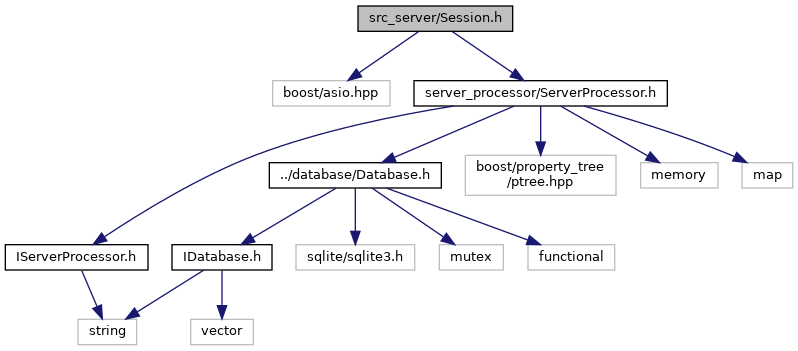 src_server/Session.h
boost/asio.hpp
server_processor/ServerProcessor.h
../database/Database.h
boost/property_tree
/ptree.hpp
memory
map
IServerProcessor.h
IDatabase.h
sqlite/sqlite3.h
mutex
functional
string
vector